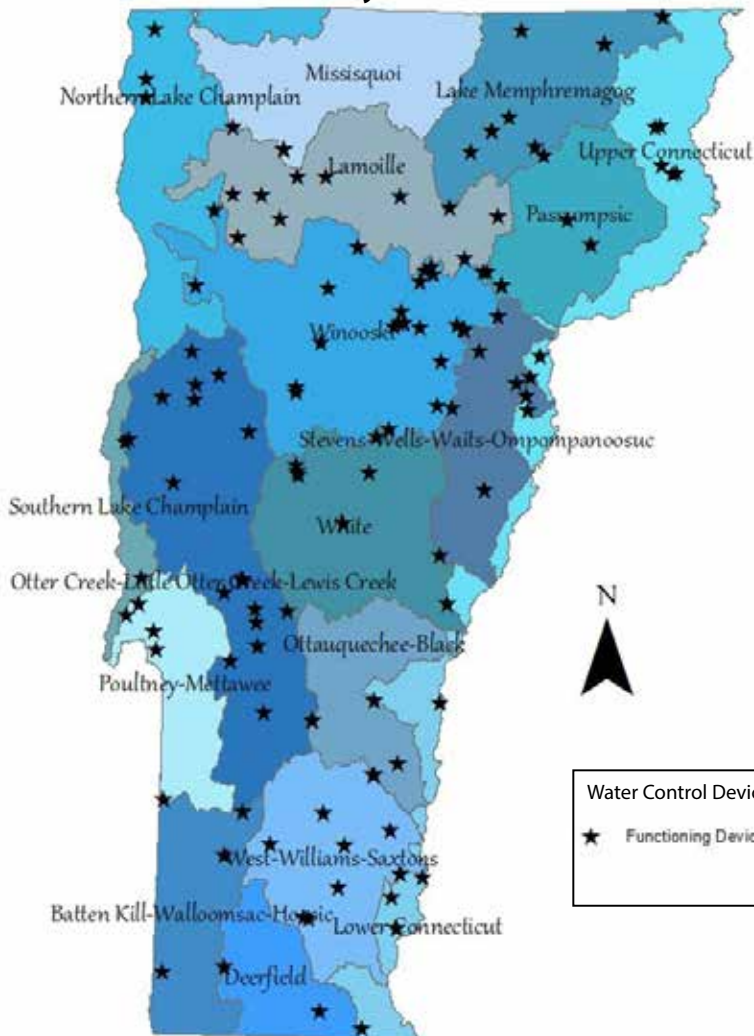 Missisquoi
Northern Lake Champlain
Lake Memphremagog
Upper Connecticut
Lamoille
Passumpsic
Winooski
Stevens-Wells-Waits-Ompompanoosuc
Southern Lake Champlain
White
Otter Creek-Little Otter Creek-Lewis Creek
N
Ottauquechee-Black
Poultney-Mettawee
Water Control Devic
Functioning Devic
West-Williams-Saxtons
Batten Kill-Walloomsac-Hoosic
Lower Connecticut
Deerfield